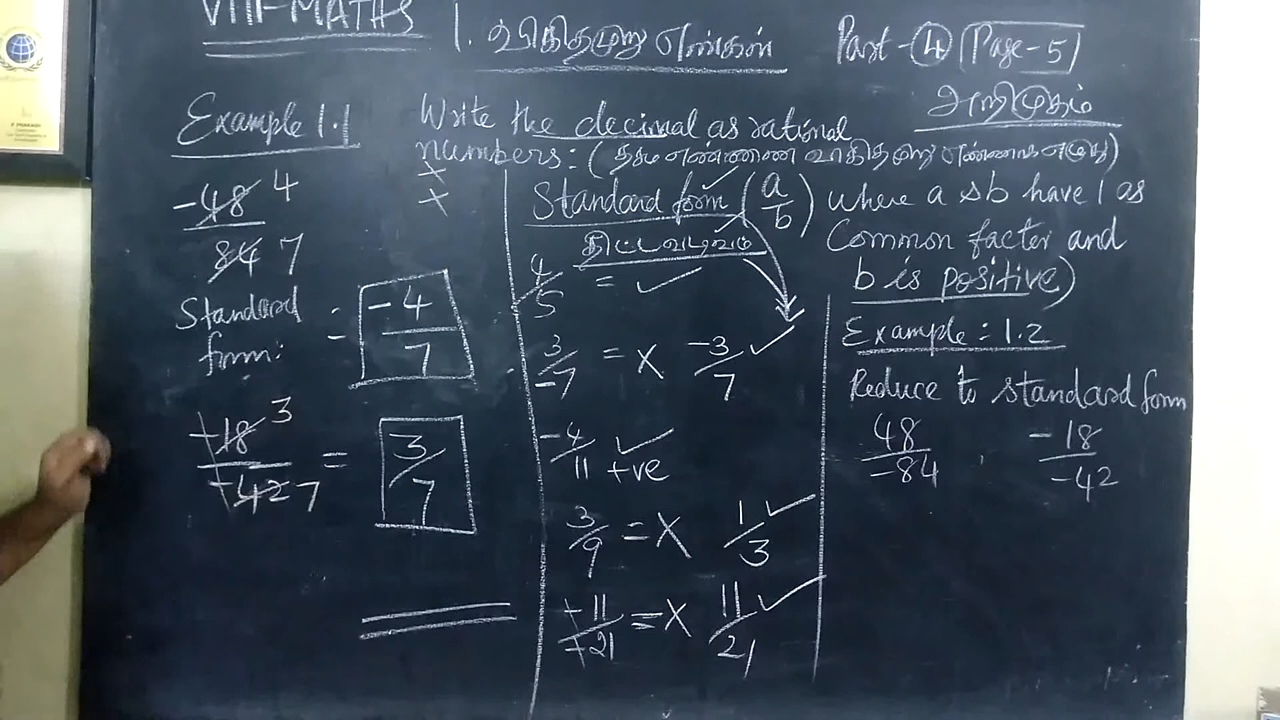 VIII-MATHS
1. விகிதமுறு எண்கள்
Part - 4 Page - 5
அறிமுகம்
Example 1.1
Write the decimal as rational
numbers: (தசம எண்ணை விகிதமுறு எண்ணாக எழுது)
-48 4
84 7
Standard
form:
= -4
7
-18 3
-42 7
= 3
7
Standard form (a/b) where a & b have 1 as
Common facter and
b is positive)
திட்டவடிவம்
4/5 = ✓
3/-7 = X -3/7 ✓
-4/11 ✓
+ve
3/9 = X 1/3 ✓
-11/-21 = X 11/21 ✓
Example: 1.2
Reduce to standard form
48/-84 , -18/-42